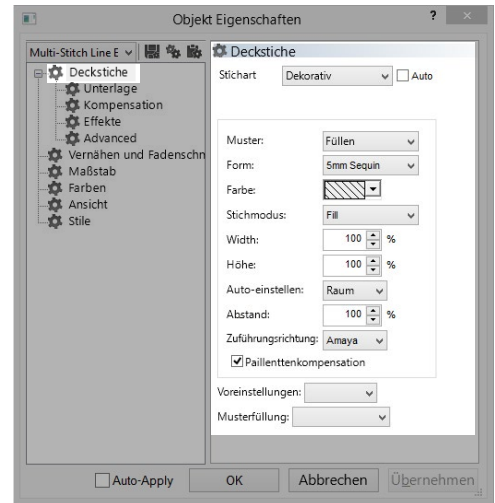 Objekt Eigenschaften ?
Multi-Stitch Line E
Deckstiche
Unterlage
Kompensation
Effekte
Advanced
Vernähen und Fadenschn
Maßstab
Farben
Ansicht
Stile
Deckstiche
Stichart Dekorativ Auto
Muster: Füllen
Form: 5mm Sequin
Farbe:
Stichmodus: Fill
Width: 100 %
Höhe: 100 %
Auto-einstellen: Raum
Abstand: 100 %
Zuführungsrichtung: Amaya
Paillenttenkompensation
Voreinstellungen:
Musterfüllung:
Auto-Apply OK Abbrechen Übernehmen